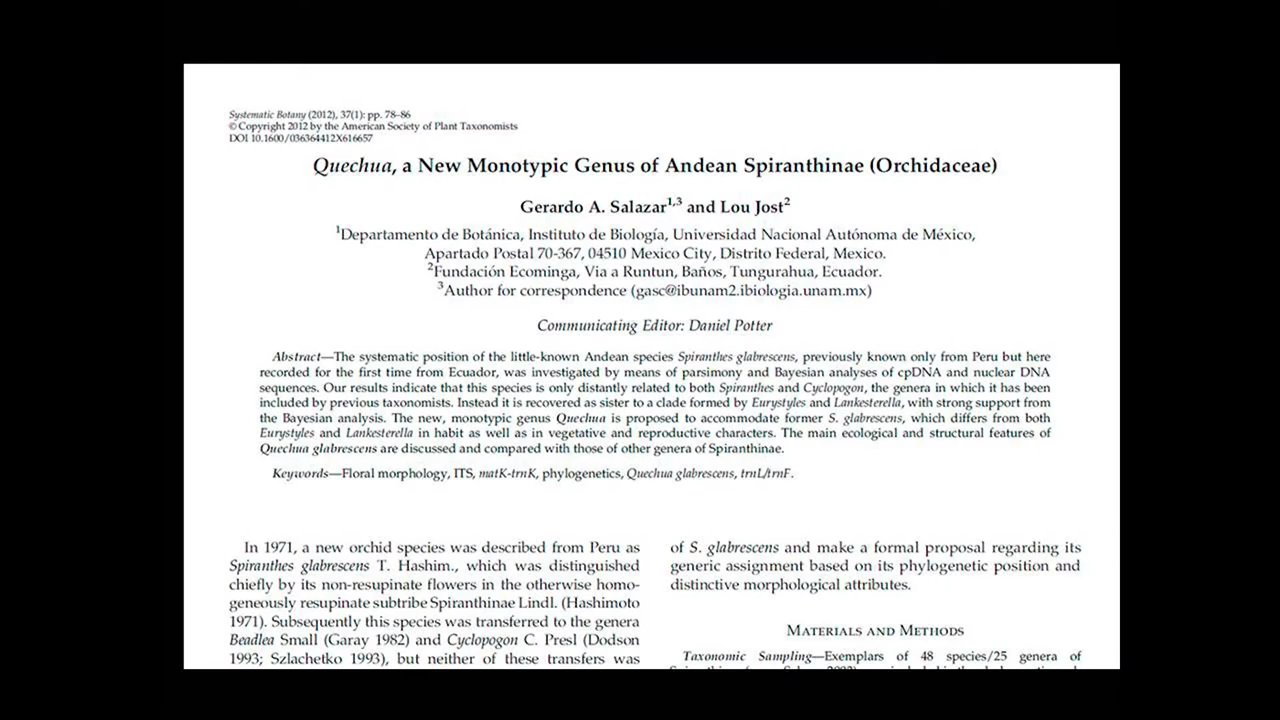 Systematic Botany (2012), 37(1): pp. 78–86
© Copyright 2012 by the American Society of Plant Taxonomists
DOI 10.1600/036364412X616657
Quechua, a New Monotypic Genus of Andean Spiranthinae (Orchidaceae)
Gerardo A. Salazar1,3 and Lou Jost2
1Departamento de Botánica, Instituto de Biología, Universidad Nacional Autónoma de México,
Apartado Postal 70-367, 04510 Mexico City, Distrito Federal, Mexico.
2Fundación Ecominga, Via a Runtun, Baños, Tungurahua, Ecuador.
3Author for correspondence (gasc@ibunam2.ibiologia.unam.mx)
Communicating Editor: Daniel Potter
Abstract—The systematic position of the little-known Andean species Spiranthes glabrescens, previously known only from Peru but here
recorded for the first time from Ecuador, was investigated by means of parsimony and Bayesian analyses of cpDNA and nuclear DNA
sequences. Our results indicate that this species is only distantly related to both Spiranthes and Cyclopogon, the genera in which it has been
included by previous taxonomists. Instead it is recovered as sister to a clade formed by Eurystyles and Lankesterella, with strong support from
the Bayesian analysis. The new, monotypic genus Quechua is proposed to accommodate former S. glabrescens, which differs from both
Eurystyles and Lankesterella in habit as well as in vegetative and reproductive characters. The main ecological and structural features of
Quechua glabrescens are discussed and compared with those of other genera of Spiranthinae.
Keywords—Floral morphology, ITS, matK-trnK, phylogenetics, Quechua glabrescens, trnL/trnF.
In 1971, a new orchid species was described from Peru as
Spiranthes glabrescens T. Hashim., which was distinguished
chiefly by its non-resupinate flowers in the otherwise homo-
geneously resupinate subtribe Spiranthinae Lindl. (Hashimoto
1971). Subsequently this species was transferred to the genera
Beadlea Small (Garay 1982) and Cyclopogon C. Presl (Dodson
1993; Szlachetko 1993), but neither of these transfers was
of S. glabrescens and make a formal proposal regarding its
generic assignment based on its phylogenetic position and
distinctive morphological attributes.
Materials and Methods
Taxonomic Sampling—Exemplars of 48 species/25 genera of